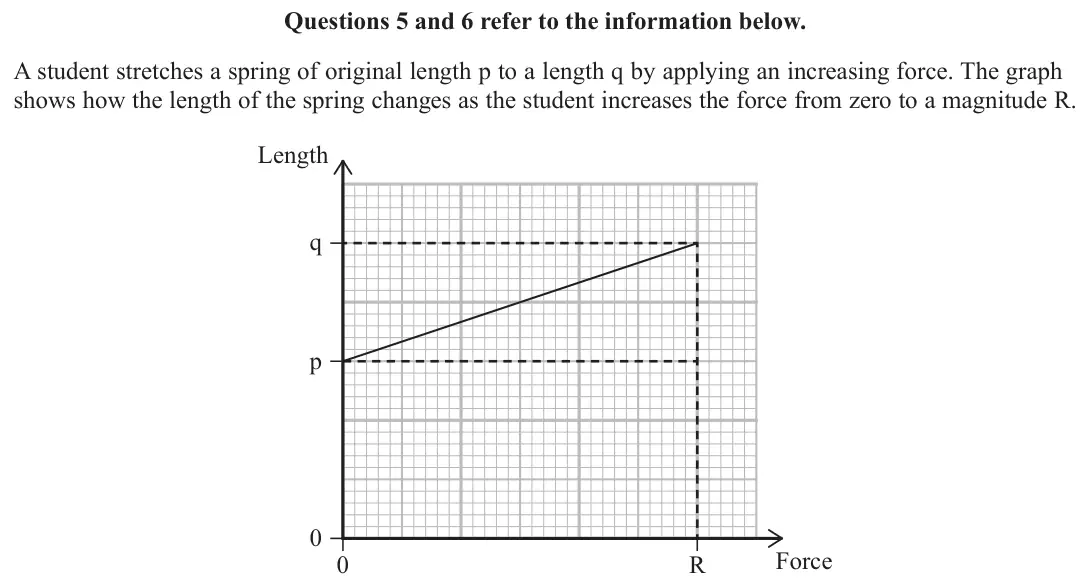 Questions 5 and 6 refer to the information below.
A student stretches a spring of original length p to a length q by applying an increasing force. The graph
shows how the length of the spring changes as the student increases the force from zero to a magnitude R.
Length
q
p
0
0
R
Force